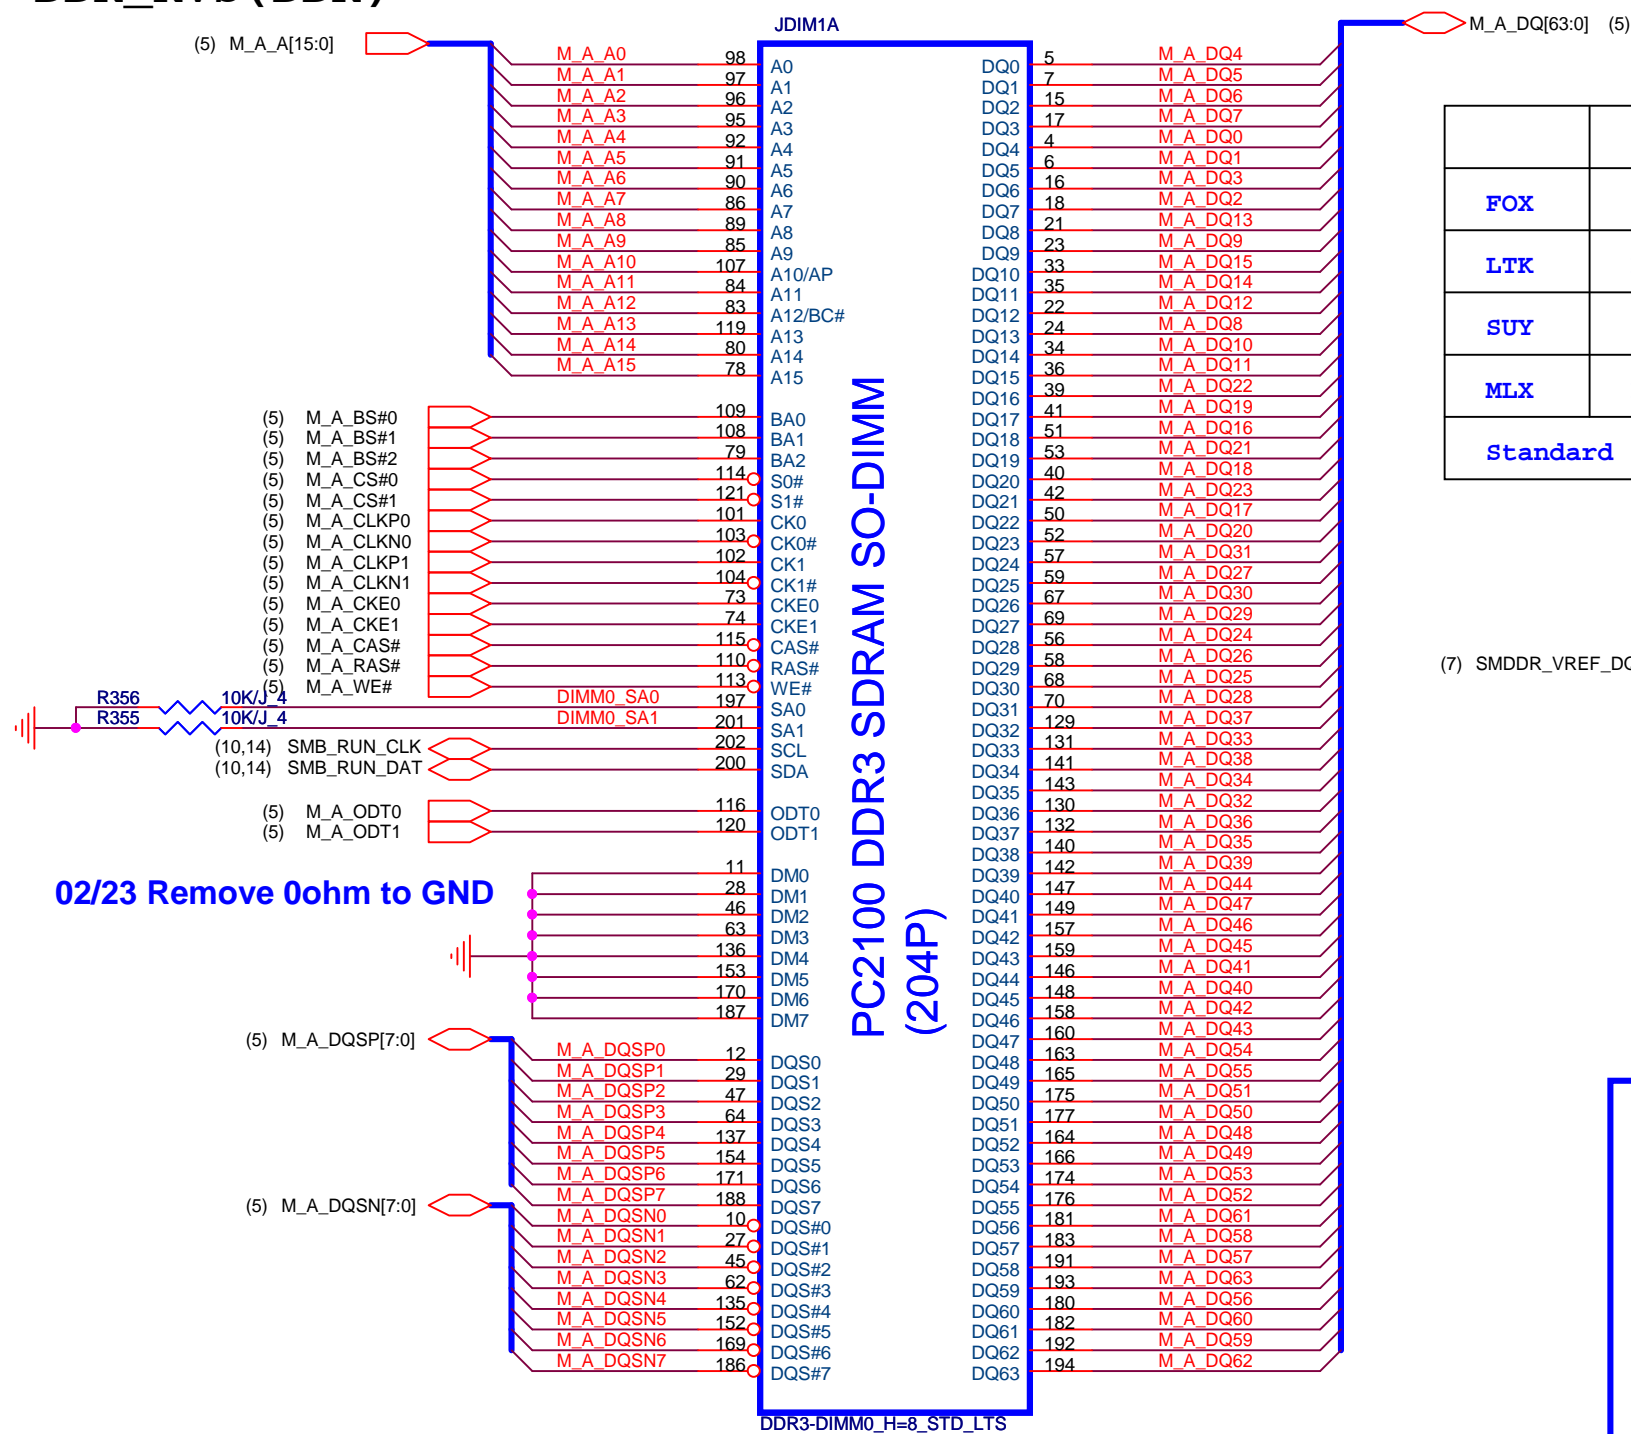 JDIM1A
(5) M_A_A[15:0]
M_A_DQ[63:0] (5)
M_A_A0 98 A0 DQ0 5 M_A_DQ4
M_A_A1 97 A1 DQ1 7 M_A_DQ5
M_A_A2 96 A2 DQ2 15 M_A_DQ6
M_A_A3 95 A3 DQ3 17 M_A_DQ7
M_A_A4 92 A4 DQ4 4 M_A_DQ0
M_A_A5 91 A5 DQ5 6 M_A_DQ1
M_A_A6 90 A6 DQ6 16 M_A_DQ3
M_A_A7 86 A7 DQ7 18 M_A_DQ2
M_A_A8 89 A8 DQ8 21 M_A_DQ13
M_A_A9 85 A9 DQ9 23 M_A_DQ9
M_A_A10 107 A10/AP DQ10 33 M_A_DQ15
M_A_A11 84 A11 DQ11 35 M_A_DQ14
M_A_A12 83 A12/BC# DQ12 22 M_A_DQ12
M_A_A13 119 A13 DQ13 24 M_A_DQ8
M_A_A14 80 A14 DQ14 34 M_A_DQ10
M_A_A15 78 A15 DQ15 36 M_A_DQ11
DQ16 39 M_A_DQ22
(5) M_A_BS#0 109 BA0 DQ17 41 M_A_DQ19
(5) M_A_BS#1 108 BA1 DQ18 51 M_A_DQ16
(5) M_A_BS#2 79 BA2 DQ19 53 M_A_DQ21
(5) M_A_CS#0 114 S0# DQ20 40 M_A_DQ18
(5) M_A_CS#1 121 S1# DQ21 42 M_A_DQ23
(5) M_A_CLKP0 101 CK0 DQ22 50 M_A_DQ17
(5) M_A_CLKN0 103 CK0# DQ23 52 M_A_DQ20
(5) M_A_CLKP1 102 CK1 DQ24 57 M_A_DQ31
(5) M_A_CLKN1 104 CK1# DQ25 59 M_A_DQ27
(5) M_A_CKE0 73 CKE0 DQ26 67 M_A_DQ30
(5) M_A_CKE1 74 CKE1 DQ27 69 M_A_DQ29
(5) M_A_CAS# 115 CAS# DQ28 56 M_A_DQ24
(5) M_A_RAS# 110 RAS# DQ29 58 M_A_DQ26
(5) M_A_WE# 113 WE# DQ30 68 M_A_DQ25
R356 10K/J_4 DIMM0_SA0 197 SA0 DQ31 70 M_A_DQ28
R355 10K/J_4 DIMM0_SA1 201 SA1 DQ32 129 M_A_DQ37
(10,14) SMB_RUN_CLK 202 SCL DQ33 131 M_A_DQ33
(10,14) SMB_RUN_DAT 200 SDA DQ34 141 M_A_DQ38
DQ35 143 M_A_DQ34
(5) M_A_ODT0 116 ODT0 DQ36 130 M_A_DQ32
(5) M_A_ODT1 120 ODT1 DQ37 132 M_A_DQ36
DQ38 140 M_A_DQ35
11 DM0 DQ39 142 M_A_DQ39
02/23 Remove 0ohm to GND
28 DM1 DQ40 147 M_A_DQ44
46 DM2 DQ41 149 M_A_DQ47
63 DM3 DQ42 157 M_A_DQ46
136 DM4 DQ43 159 M_A_DQ45
153 DM5 DQ44 146 M_A_DQ41
170 DM6 DQ45 148 M_A_DQ40
187 DM7 DQ46 158 M_A_DQ42
(5) M_A_DQSP[7:0] DQ47 160 M_A_DQ43
M_A_DQSP0 12 DQS0 DQ48 163 M_A_DQ54
M_A_DQSP1 29 DQS1 DQ49 165 M_A_DQ55
M_A_DQSP2 47 DQS2 DQ50 175 M_A_DQ51
M_A_DQSP3 64 DQS3 DQ51 177 M_A_DQ50
M_A_DQSP4 137 DQS4 DQ52 164 M_A_DQ48
M_A_DQSP5 154 DQS5 DQ53 166 M_A_DQ49
M_A_DQSP6 171 DQS6 DQ54 174 M_A_DQ53
M_A_DQSP7 188 DQS7 DQ55 176 M_A_DQ52
(5) M_A_DQSN[7:0]
M_A_DQSN0 10 DQS#0 DQ56 181 M_A_DQ61
M_A_DQSN1 27 DQS#1 DQ57 183 M_A_DQ58
M_A_DQSN2 45 DQS#2 DQ58 191 M_A_DQ57
M_A_DQSN3 62 DQS#3 DQ59 193 M_A_DQ63
M_A_DQSN4 135 DQS#4 DQ60 180 M_A_DQ56
M_A_DQSN5 152 DQS#5 DQ61 182 M_A_DQ60
M_A_DQSN6 169 DQS#6 DQ62 192 M_A_DQ59
M_A_DQSN7 186 DQS#7 DQ63 194 M_A_DQ62
PC2100 DDR3 SDRAM SO-DIMM
(204P)
DDR3-DIMM0_H=8_STD_LTS
FOX
LTK
SUY
MLX
Standard
(7) SMDDR_VREF_DQ